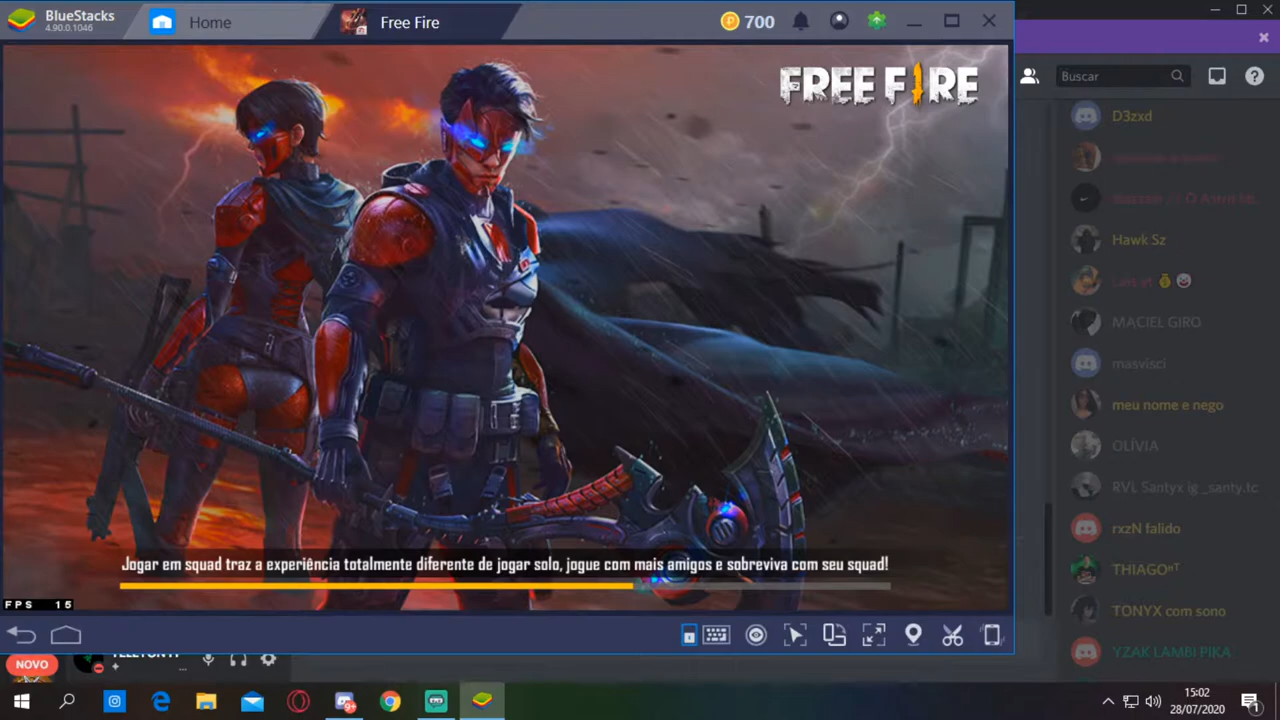 BlueStacks
4.90.0.1046
Home
Free Fire
700
FREE FIRE
Buscar
D3zxd
Hawk Sz
MACIEL GIRO
masvisci
meu nome e nego
OLÍVIA
RVL Santyx ig _santy.tc
rxzN falido
THIAGOᴴᵀ
TONYX com sono
YZAK LAMBI PIKA
Jogar em squad traz a experiência totalmente diferente de jogar solo, jogue com mais amigos e sobreviva com seu squad!
FPS 15
NOVO
15:02
28/07/2020